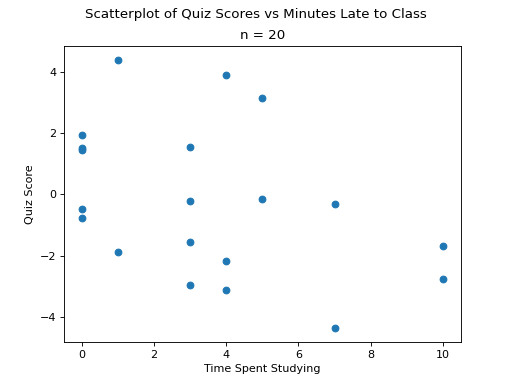 Scatterplot of Quiz Scores vs Minutes Late to Class
n = 20
4
2
0
−2
−4
Quiz Score
0 2 4 6 8 10
Time Spent Studying